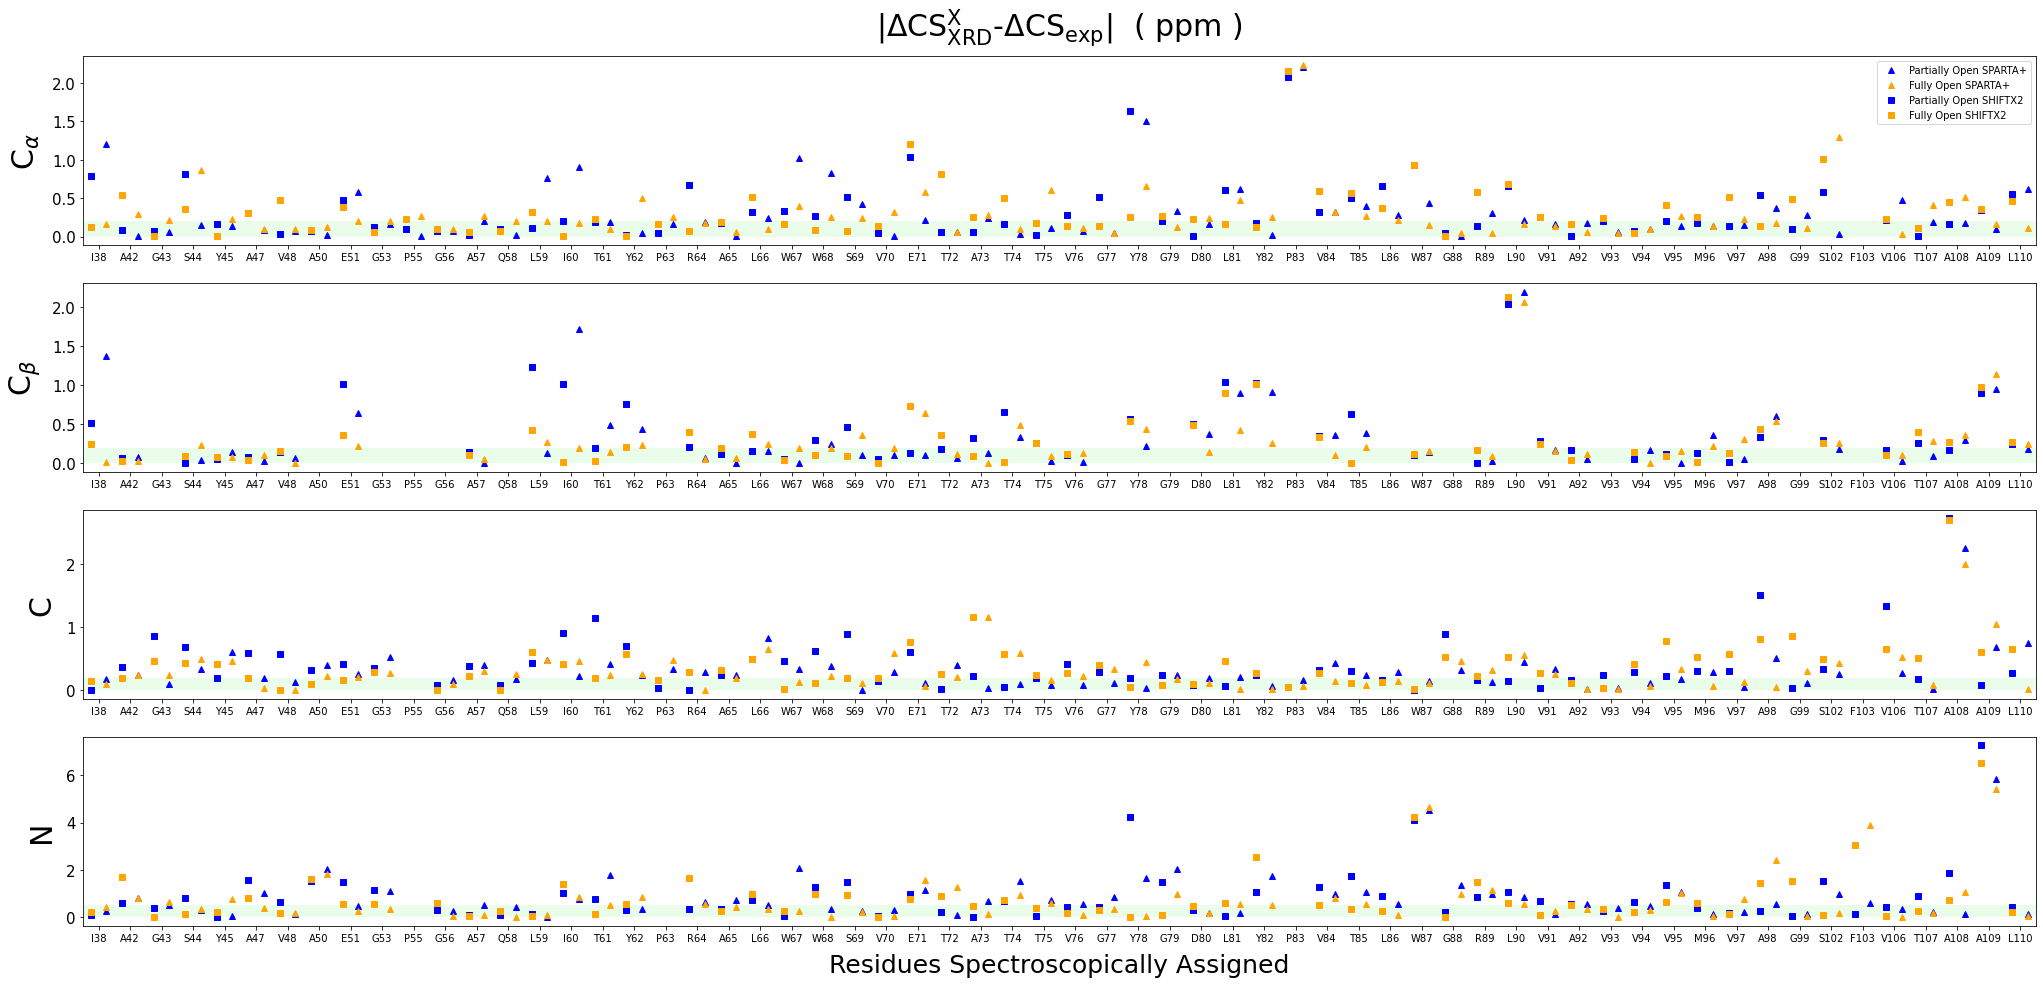 |ΔCS^X_XRD-ΔCS_exp| ( ppm )
Cα
2.0
1.5
1.0
0.5
0.0
Partially Open SPARTA+
Fully Open SPARTA+
Partially Open SHIFTX2
Fully Open SHIFTX2
I38 A42 G43 S44 Y45 A47 V48 A50 E51 G53 P55 G56 A57 Q58 L59 I60 T61 Y62 P63 R64 A65 L66 W67 W68 S69 V70 E71 T72 A73 T74 T75 V76 G77 Y78 G79 D80 L81 Y82 P83 V84 T85 L86 W87 G88 R89 L90 V91 A92 V93 V94 V95 M96 V97 A98 G99 S102 F103 V106 T107 A108 A109 L110
Cβ
2.0
1.5
1.0
0.5
0.0
I38 A42 G43 S44 Y45 A47 V48 A50 E51 G53 P55 G56 A57 Q58 L59 I60 T61 Y62 P63 R64 A65 L66 W67 W68 S69 V70 E71 T72 A73 T74 T75 V76 G77 Y78 G79 D80 L81 Y82 P83 V84 T85 L86 W87 G88 R89 L90 V91 A92 V93 V94 V95 M96 V97 A98 G99 S102 F103 V106 T107 A108 A109 L110
C
2
1
0
I38 A42 G43 S44 Y45 A47 V48 A50 E51 G53 P55 G56 A57 Q58 L59 I60 T61 Y62 P63 R64 A65 L66 W67 W68 S69 V70 E71 T72 A73 T74 T75 V76 G77 Y78 G79 D80 L81 Y82 P83 V84 T85 L86 W87 G88 R89 L90 V91 A92 V93 V94 V95 M96 V97 A98 G99 S102 F103 V106 T107 A108 A109 L110
N
6
4
2
0
I38 A42 G43 S44 Y45 A47 V48 A50 E51 G53 P55 G56 A57 Q58 L59 I60 T61 Y62 P63 R64 A65 L66 W67 W68 S69 V70 E71 T72 A73 T74 T75 V76 G77 Y78 G79 D80 L81 Y82 P83 V84 T85 L86 W87 G88 R89 L90 V91 A92 V93 V94 V95 M96 V97 A98 G99 S102 F103 V106 T107 A108 A109 L110
Residues Spectroscopically Assigned